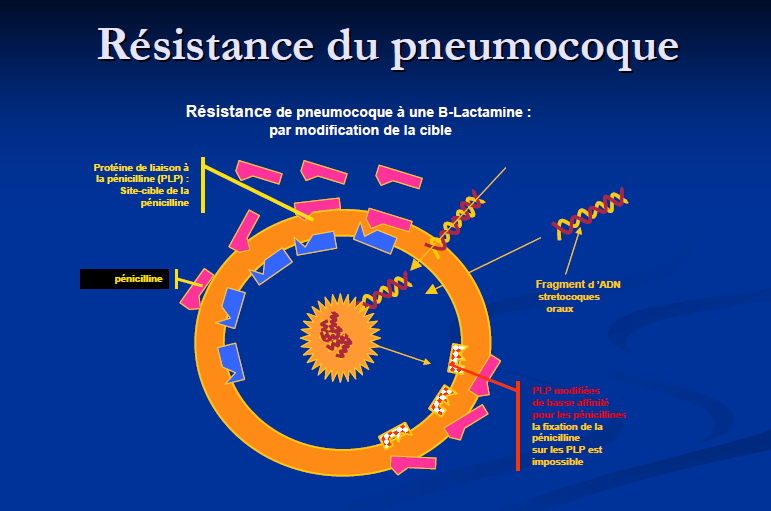 Résistance du pneumocoque
Résistance de pneumocoque à une B-Lactamine :
par modification de la cible
Protéine de liaison à
la pénicilline (PLP) :
Site-cible de la
pénicilline
pénicilline
Fragment d 'ADN
stretocoques
oraux
PLP modifiées
de basse affinité
pour les pénicillines
la fixation de la
pénicilline
sur les PLP est
impossible